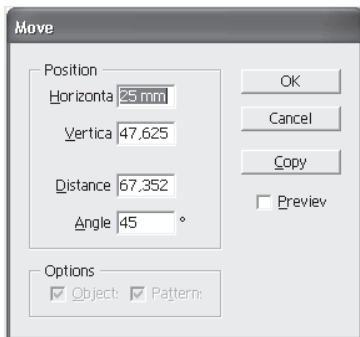 Move
Position
Horizonta 25 mm
Vertica 47,625
Distance 67,352
Angle 45 °
OK
Cancel
Copy
Previev
Options
Object: Pattern: